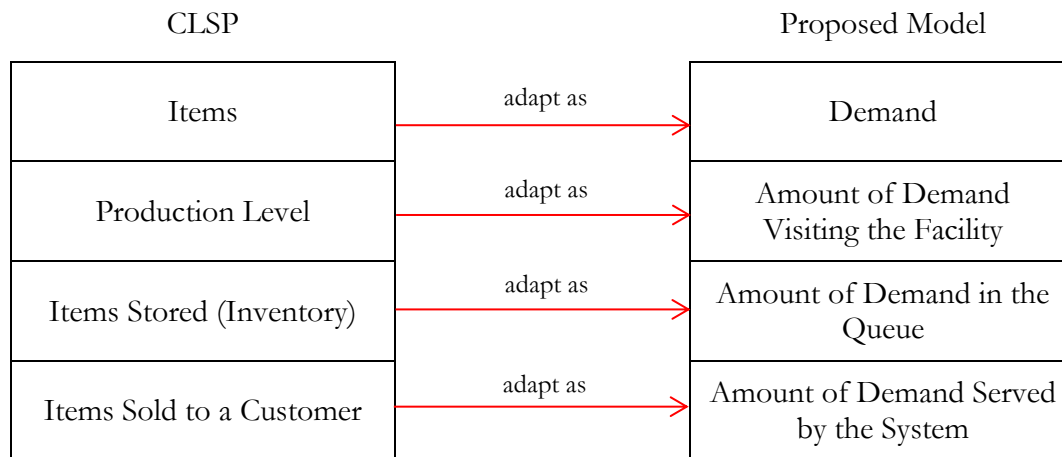 CLSP
Proposed Model
Items
adapt as
Demand
Production Level
adapt as
Amount of Demand
Visiting the Facility
Items Stored (Inventory)
adapt as
Amount of Demand in the
Queue
Items Sold to a Customer
adapt as
Amount of Demand Served
by the System